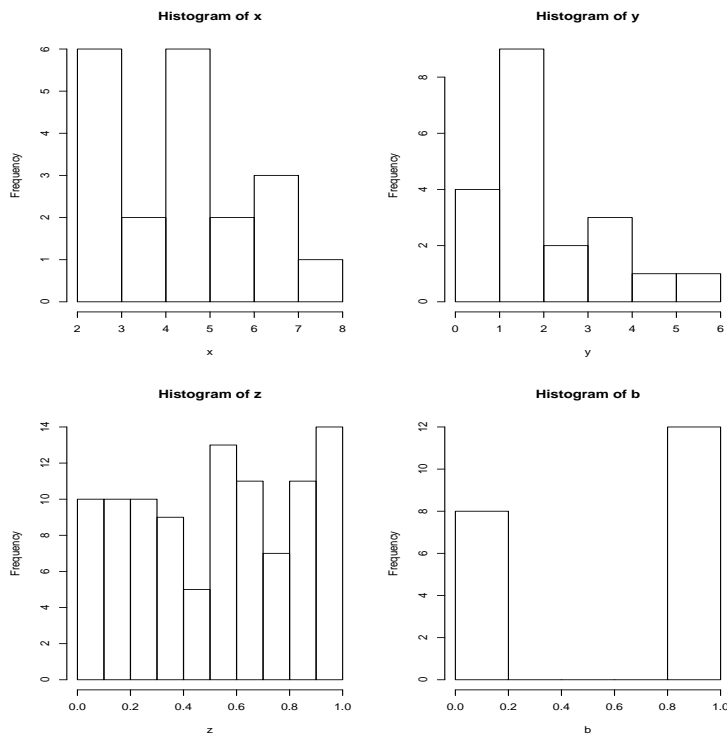 Histogram of x
Frequency
0 1 2 3 4 5 6
2 3 4 5 6 7 8
x
Histogram of y
Frequency
0 2 4 6 8
0 1 2 3 4 5 6
y
Histogram of z
Frequency
0 2 4 6 8 10 12 14
0.0 0.2 0.4 0.6 0.8 1.0
z
Histogram of b
Frequency
0 2 4 6 8 10 12
0.0 0.2 0.4 0.6 0.8 1.0
b